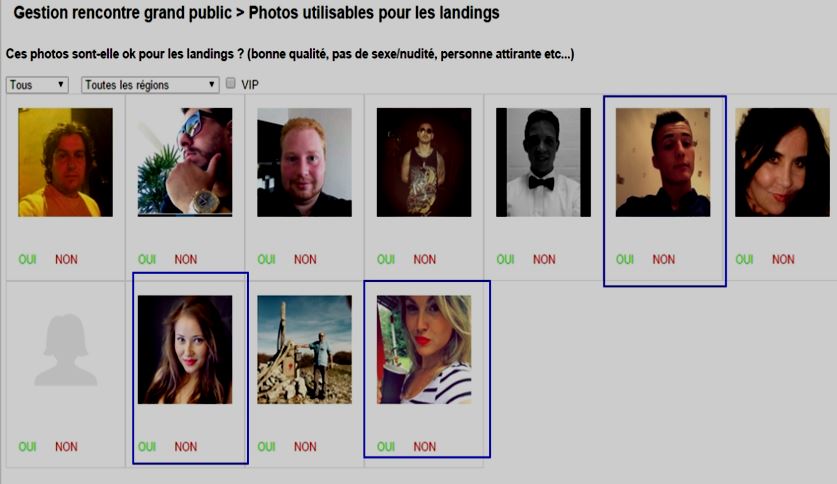 Gestion rencontre grand public > Photos utilisables pour les landings
Ces photos sont-elle ok pour les landings ? (bonne qualité, pas de sexe/nudité, personne attirante etc...)
Tous Toutes les régions VIP
OUI NON OUI NON OUI NON OUI NON OUI NON OUI NON OUI NON
OUI NON OUI NON OUI NON OUI NON